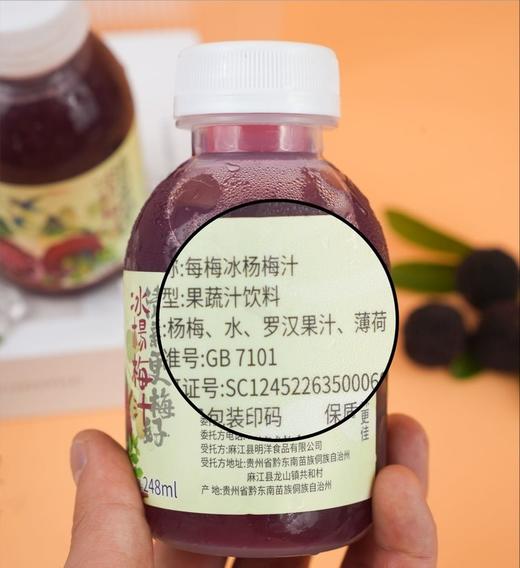 冰楊梅汁
更梅好
248ml
:每梅冰杨梅汁
型:果蔬汁饮料
:杨梅、水、罗汉果汁、薄荷
准号:GB 7101
证号:SC1245226350006
包装印码 保质
更佳
委托方电
受托方:麻江县明洋食品有限公司
受托方地址:贵州省黔东南苗族侗族自治州
麻江县龙山镇共和村
产地:贵州省黔东南苗族侗族自治州